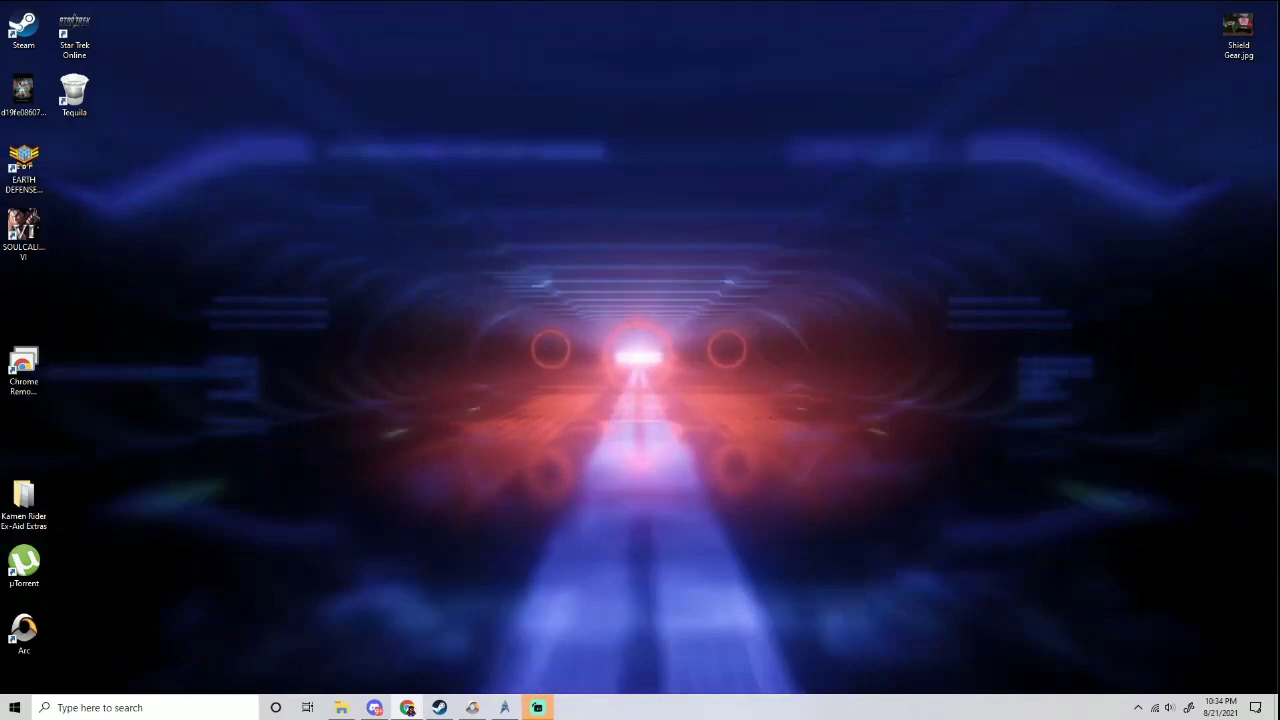 Steam
Star Trek
Online
Shield
Gear.jpg
d19fe08607...
Tequila
EARTH
DEFENSE...
SOULCALI...
VI
Chrome
Remo...
Kamen Rider
Ex-Aid Extras
µTorrent
Arc
Type here to search
10:34 PM
8/21/2021